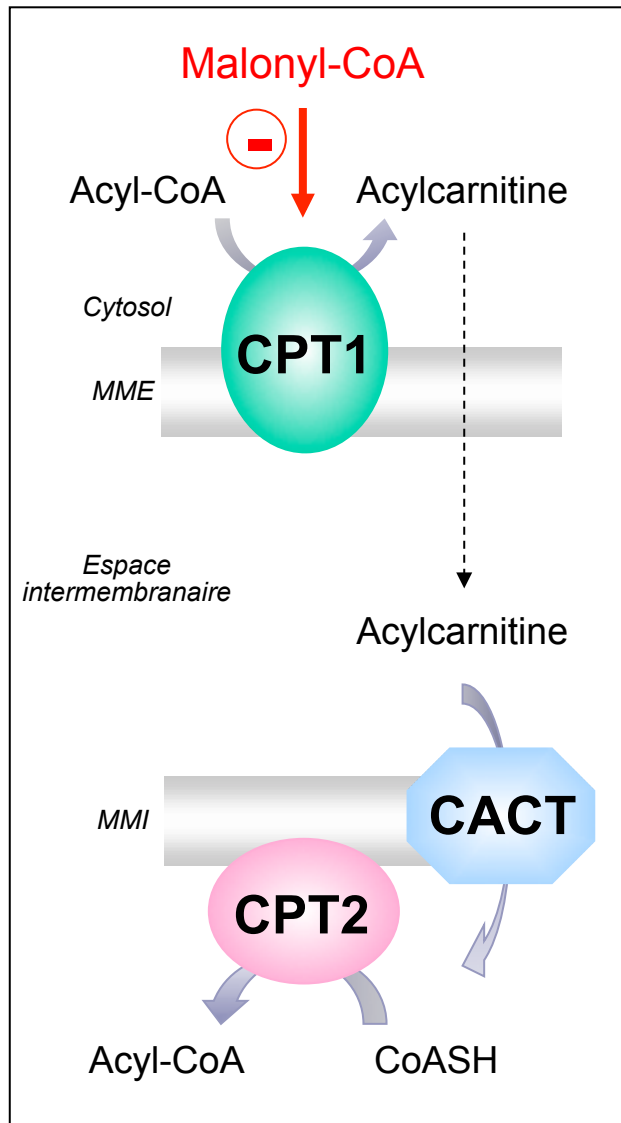 Malonyl-CoA
-
Acyl-CoA
Acylcarnitine
Cytosol
CPT1
MME
Espace
intermembranaire
Acylcarnitine
MMI
CACT
CPT2
Acyl-CoA
CoASH